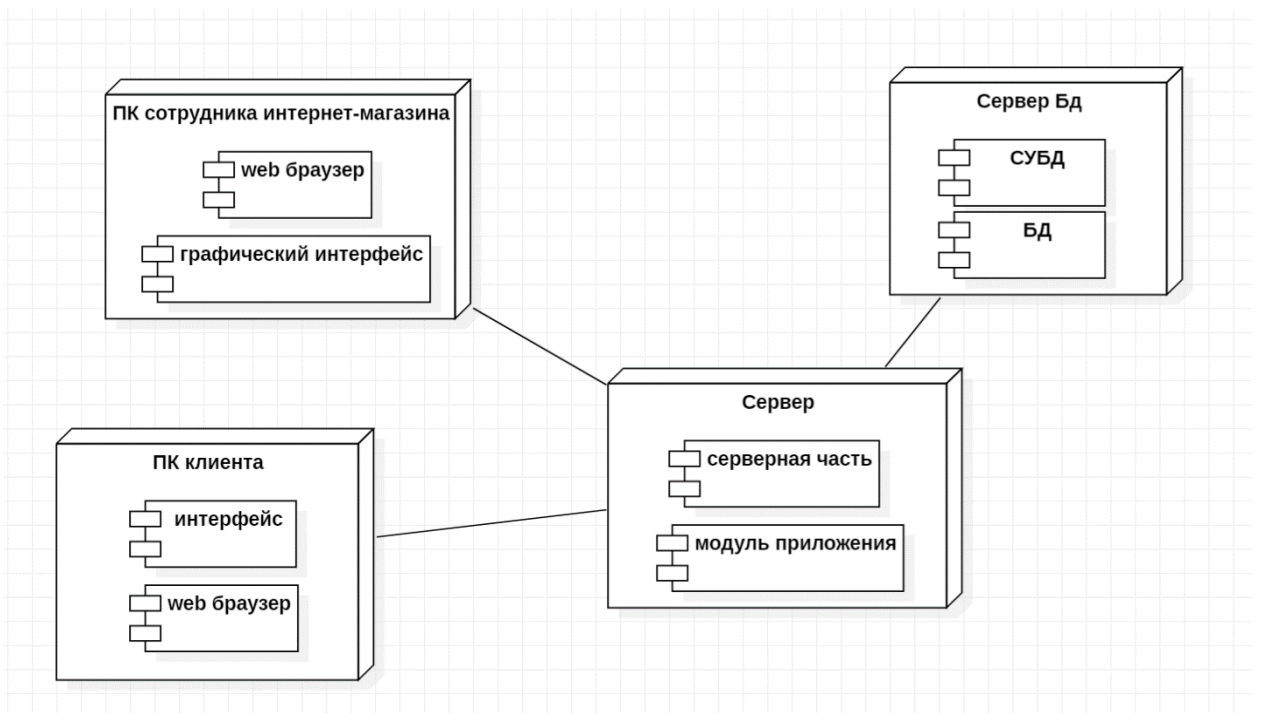 ПК сотрудника интернет-магазина
web браузер
графический интерфейс
Сервер Бд
СУБД
БД
Сервер
серверная часть
модуль приложения
ПК клиента
интерфейс
web браузер